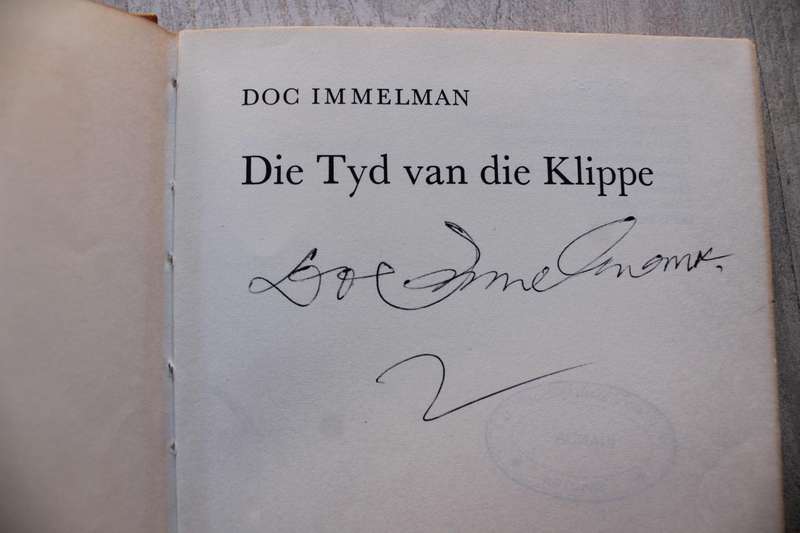 DOC IMMELMAN
Die Tyd van die Klippe
Doc Immelman.